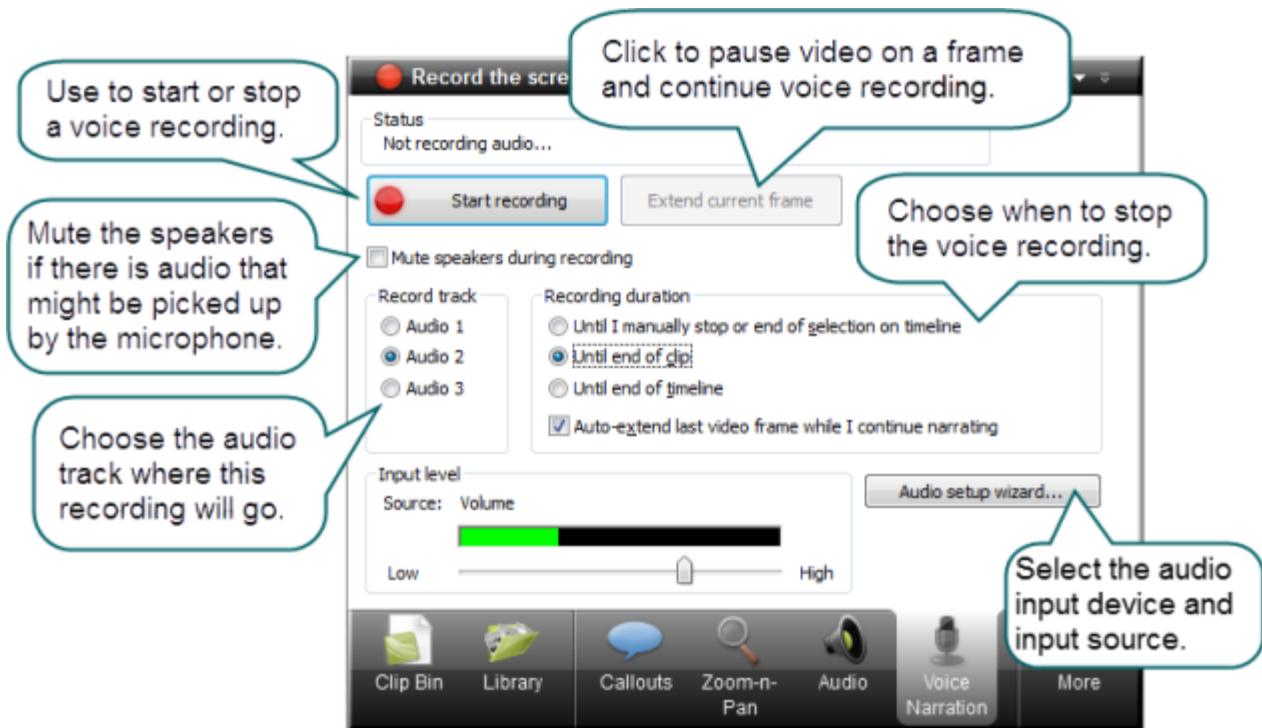 Click to pause video on a frame
and continue voice recording.
Record the scre
Use to start or stop
a voice recording.
Status
Not recording audio...
Start recording
Extend current frame
Choose when to stop
the voice recording.
Mute the speakers
if there is audio that
might be picked up
by the microphone.
Mute speakers during recording
Record track
Audio 1
Audio 2
Audio 3
Recording duration
Until I manually stop or end of selection on timeline
Until end of clip
Until end of timeline
Auto-extend last video frame while I continue narrating
Choose the audio
track where this
recording will go.
Input level
Source: Volume
Low High
Audio setup wizard...
Select the audio
input device and
input source.
Clip Bin
Library
Callouts
Zoom-n-
Pan
Audio
Voice
Narration
More